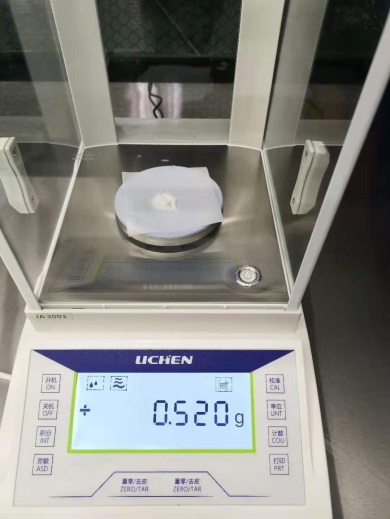 JA3003
LICHEN
开机
ON
校准
CAL
0.520g
关机
OFF
单位
UNT
积分
INT
计数
COU
灵敏
ASD
打印
PRT
置零/去皮
ZERO/TAR
置零/去皮
ZERO/TAR